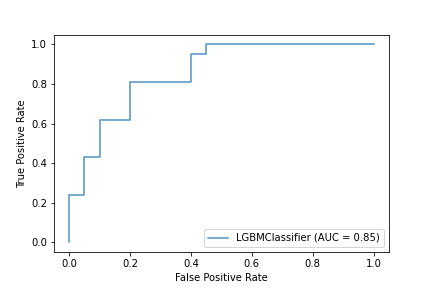 1.0
0.8
0.6
0.4
0.2
0.0
True Positive Rate
LGBMClassifier (AUC = 0.85)
0.0 0.2 0.4 0.6 0.8 1.0
False Positive Rate